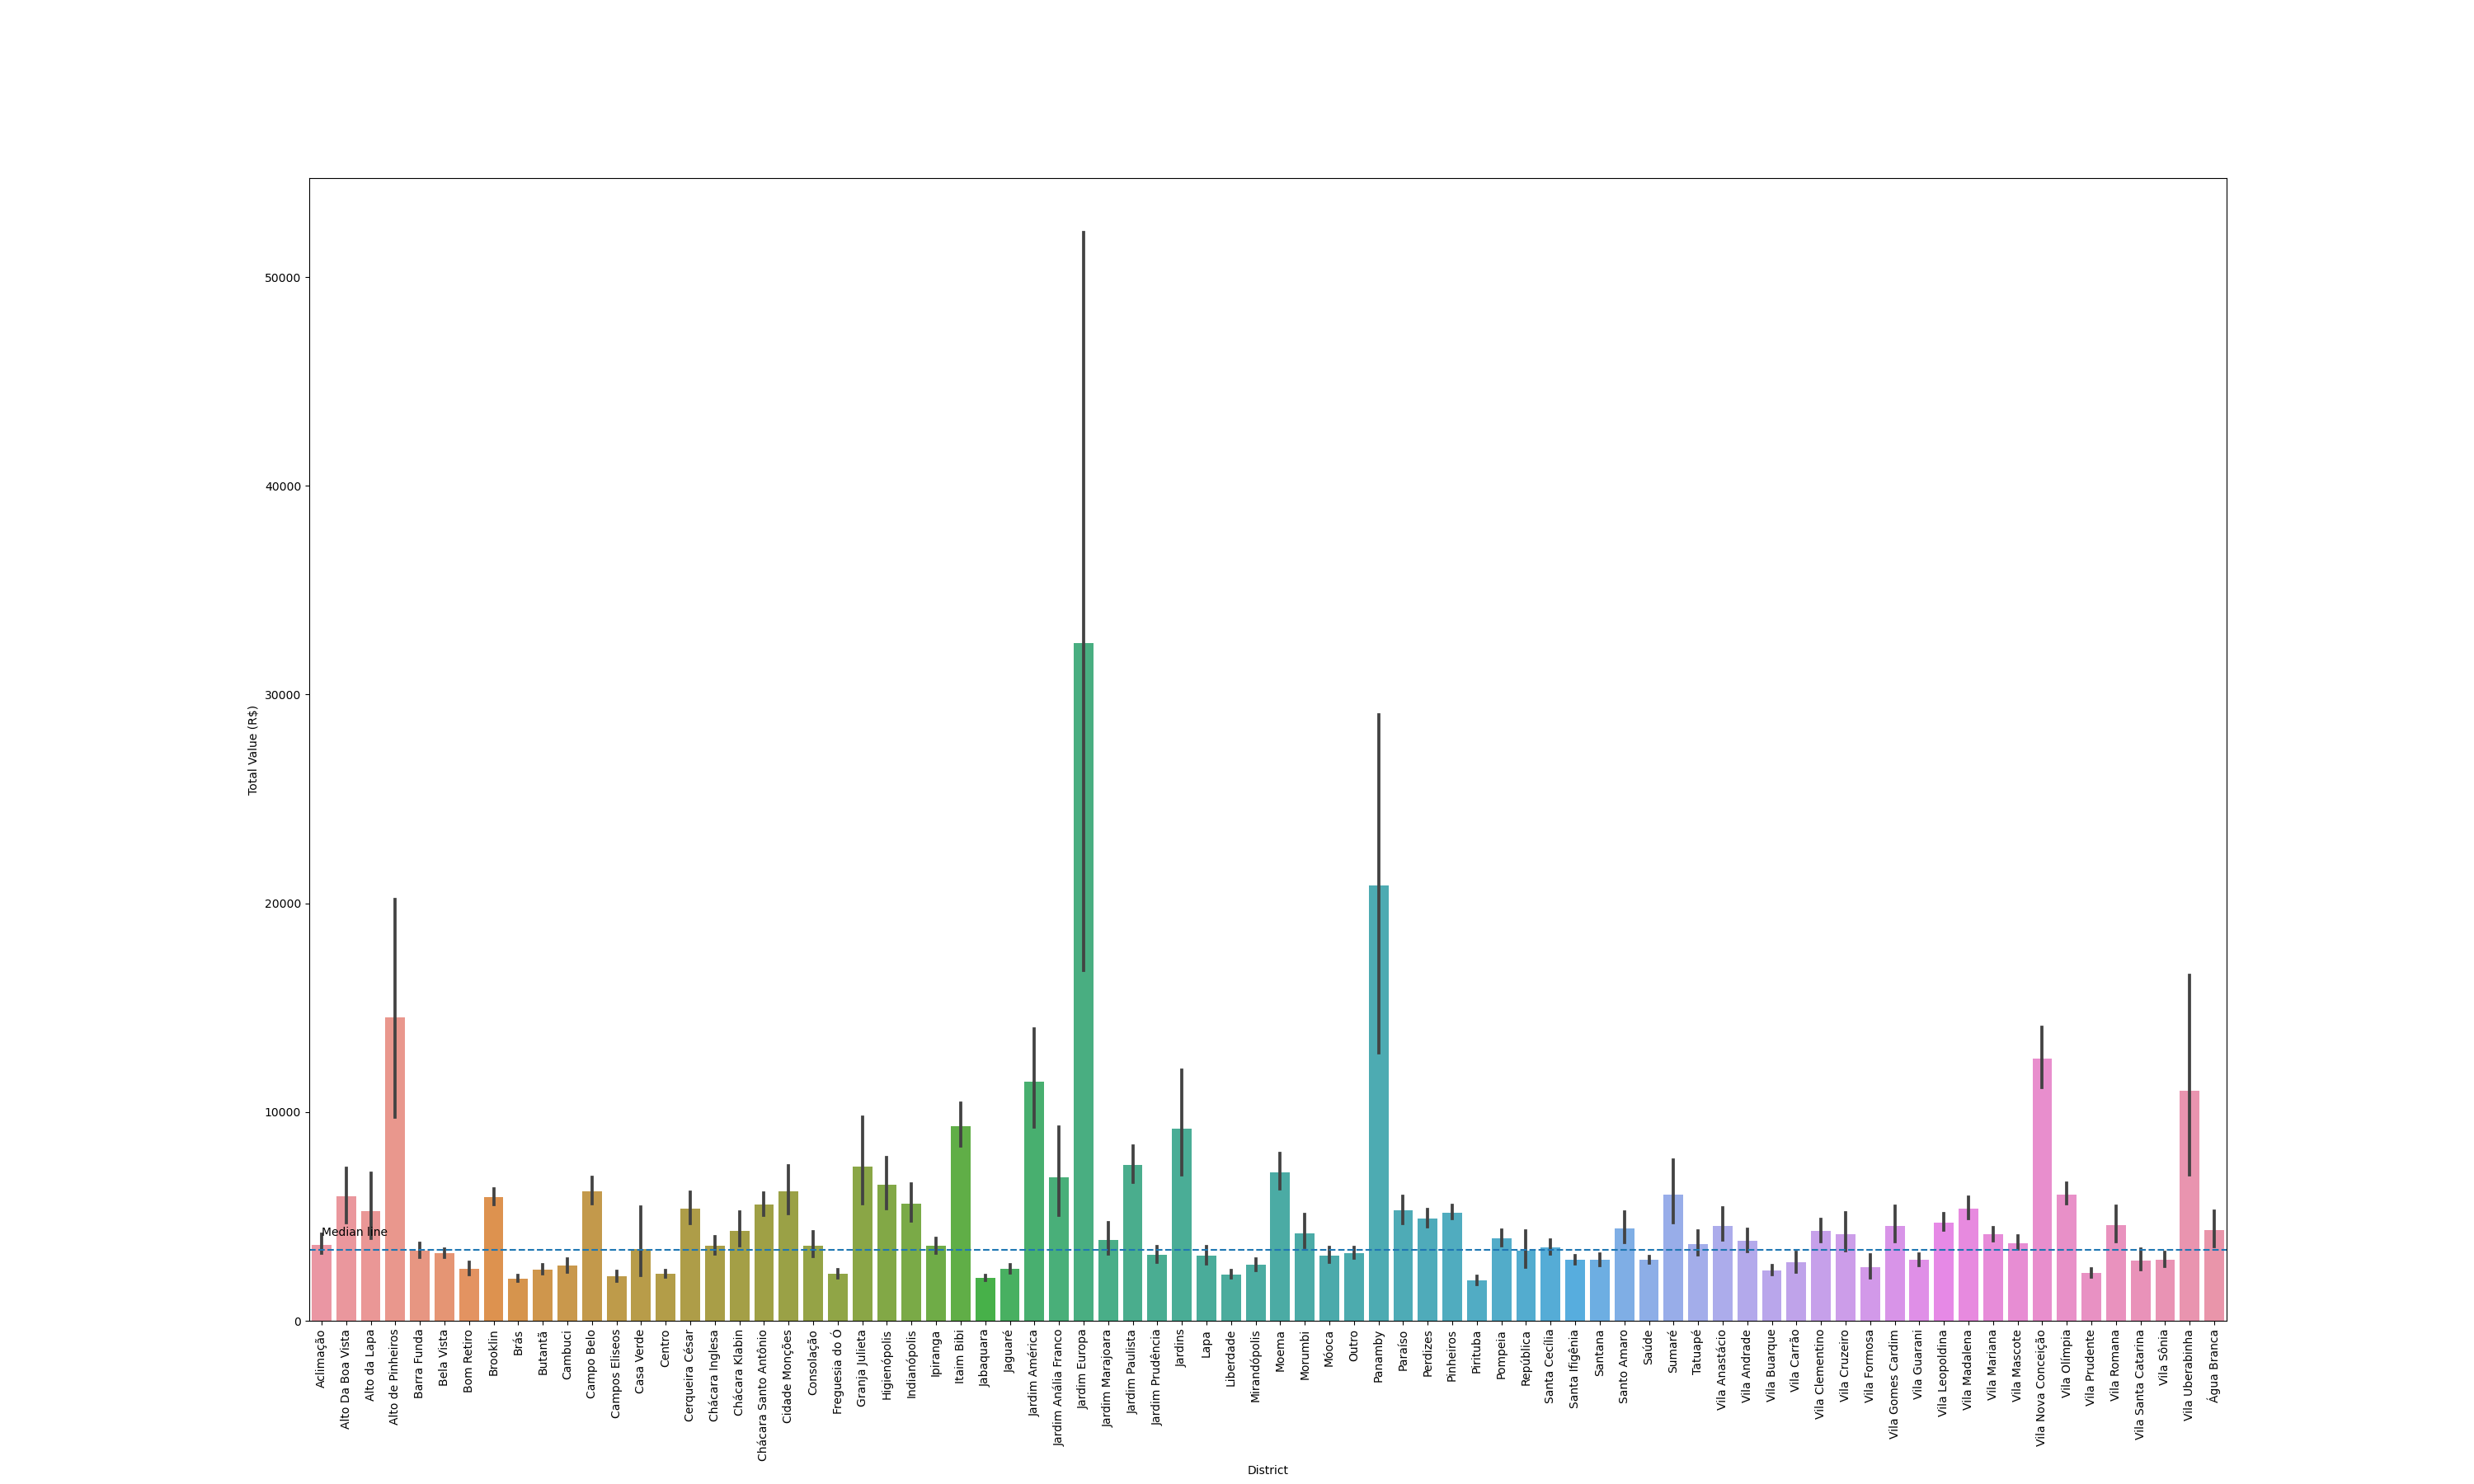 50000
40000
30000
20000
10000
0
Total Value (R$)
Median line
Aclimação
Alto Da Boa Vista
Alto da Lapa
Alto de Pinheiros
Barra Funda
Bela Vista
Bom Retiro
Brooklin
Brás
Butantã
Cambuci
Campo Belo
Campos Eliseos
Casa Verde
Centro
Cerqueira César
Chácara Inglesa
Chácara Klabin
Chácara Santo Antônio
Cidade Monções
Consolação
Freguesia do Ó
Granja Julieta
Higienópolis
Indianópolis
Ipiranga
Itaim Bibi
Jabaquara
Jaguaré
Jardim América
Jardim Anália Franco
Jardim Europa
Jardim Marajoara
Jardim Paulista
Jardim Prudência
Jardins
Lapa
Liberdade
Mirandópolis
Moema
Morumbi
Móoca
Outro
Panamby
Paraíso
Perdizes
Pinheiros
Pirituba
Pompeia
República
Santa Cecília
Santa Ifigênia
Santana
Santo Amaro
Saúde
Sumaré
Tatuapé
Vila Anastácio
Vila Andrade
Vila Buarque
Vila Carrão
Vila Clementino
Vila Cruzeiro
Vila Formosa
Vila Gomes Cardim
Vila Guarani
Vila Leopoldina
Vila Madalena
Vila Mariana
Vila Mascote
Vila Nova Conceição
Vila Olímpia
Vila Prudente
Vila Romana
Vila Santa Catarina
Vila Sônia
Vila Uberabinha
Água Branca
District